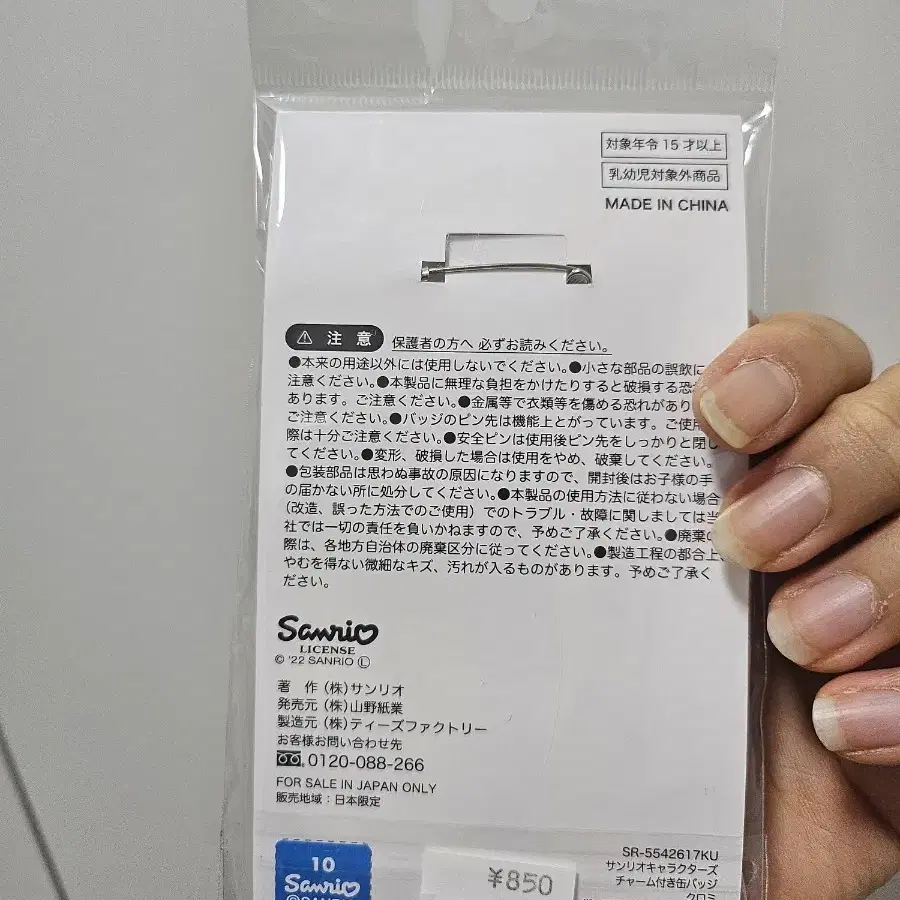 対象年令 15 才以上
乳幼児対象外商品
MADE IN CHINA
注 意 保護者の方へ 必ずお読みください。
●本来の用途以外には使用しないでください。●小さな部品の誤飲に
注意ください。●本製品に無理な負担をかけたりすると破損する恐
あります。ご注意ください。●金属等で衣類等を傷める恐れがあり
ご注意ください。●バッジのピン先は機能上とがっています。ご使用
際は十分ご注意ください。●安全ピンは使用後ピン先をしっかりと閉じ
てください。●変形、破損した場合は使用をやめ、破棄してください。
●包装部品は思わぬ事故の原因になりますので、開封後はお子様の手
の届かない所に処分してください。●本製品の使用方法に従わない場合
(改造、誤った方法でのご使用)でのトラブル・故障に関しましては当
社では一切の責任を負いかねますので、予めご了承ください。●廃棄の
際は、各地方自治体の廃棄区分に従ってください。●製造工程の都合上、
やむを得ない微細なキズ、汚れが入るものがあります。予めご了承く
ださい。
Sanrio
LICENSE
© '22 SANRIO Ⓛ
著 作 (株)サンリオ
発売元 (株)山野紙業
製造元 (株)ティーズファクトリー
お客様お問い合わせ先
0120-088-266
FOR SALE IN JAPAN ONLY
販売地域:日本限定
10
Sanrio
¥850
SR-5542617KU
サンリオキャラクターズ
チャーム付き缶バッジ
クロミ